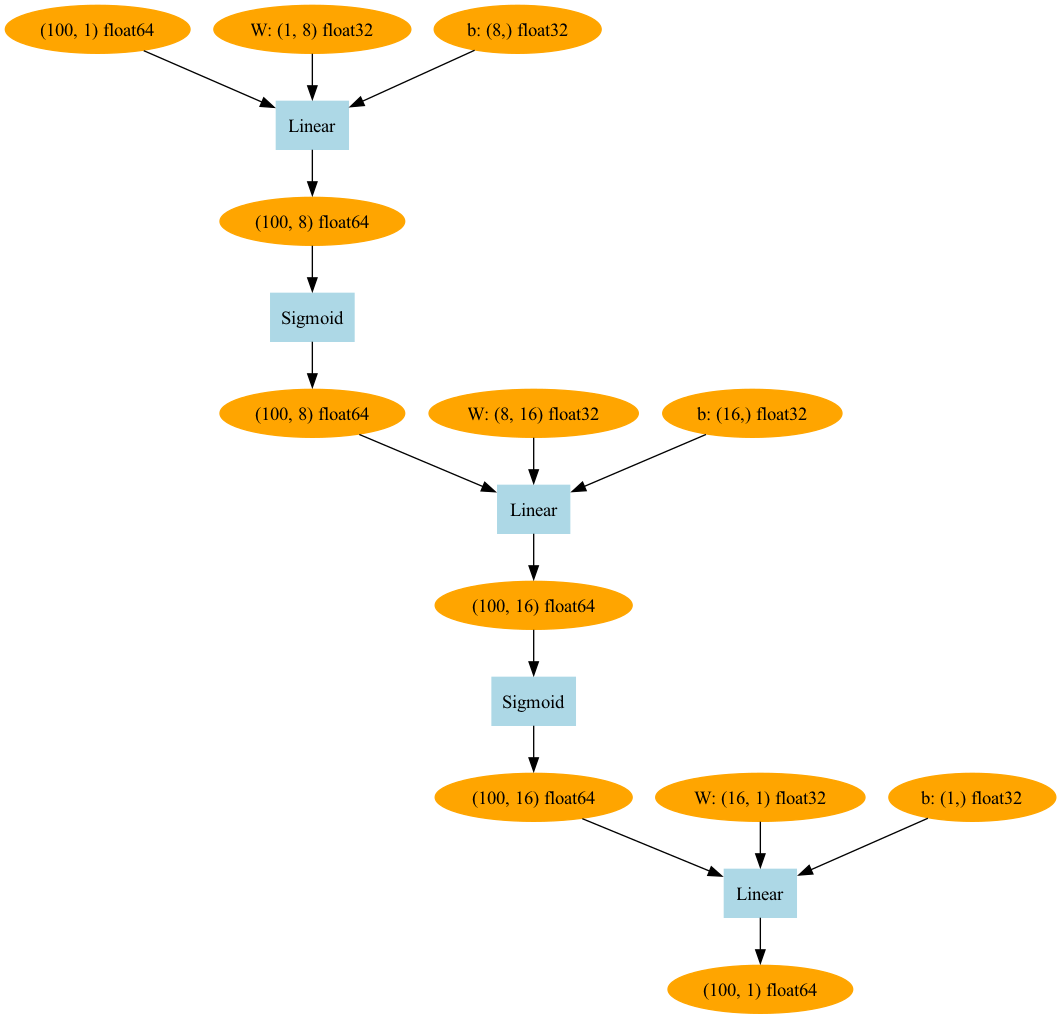 (100, 1) float64
W: (1, 8) float32
b: (8,) float32
Linear
(100, 8) float64
Sigmoid
(100, 8) float64
W: (8, 16) float32
b: (16,) float32
Linear
(100, 16) float64
Sigmoid
(100, 16) float64
W: (16, 1) float32
b: (1,) float32
Linear
(100, 1) float64